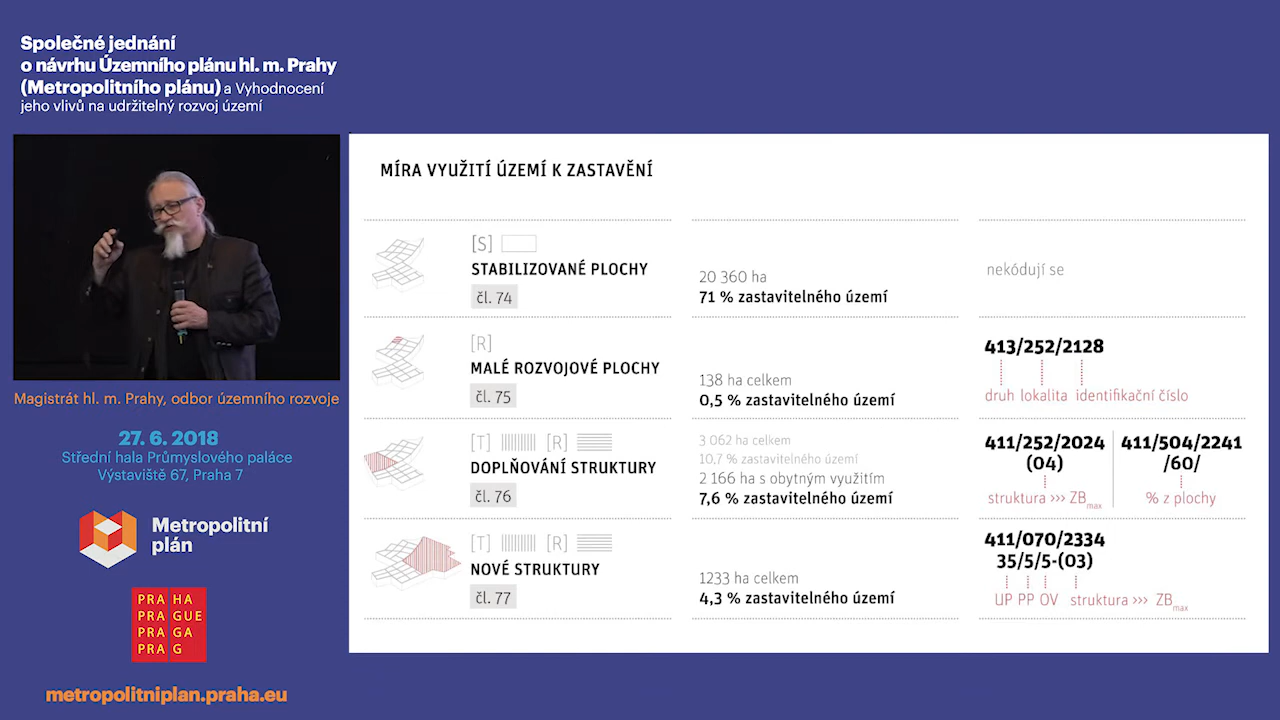 Společné jednání
o návrhu Územního plánu hl. m. Prahy
(Metropolitního plánu) a Vyhodnocení
jeho vlivů na udržitelný rozvoj území
Magistrát hl. m. Prahy, odbor územního rozvoje
27. 6. 2018
Střední hala Průmyslového paláce
Výstaviště 67, Praha 7
Metropolitní
plán
PRA HA
PRA GUE
PRA GA
PRA G
metropolitniplan.praha.eu
MÍRA VYUŽITÍ ÚZEMÍ K ZASTAVĚNÍ
[S]
STABILIZOVANÉ PLOCHY
čl. 74
20 360 ha
71 % zastavitelného území
nekódují se
[R]
MALÉ ROZVOJOVÉ PLOCHY
čl. 75
138 ha celkem
0,5 % zastavitelného území
413/252/2128
druh lokalita identifikační číslo
[T] [R]
DOPLŇOVÁNÍ STRUKTURY
čl. 76
3 062 ha celkem
10,7 % zastavitelného území
2 166 ha s obytným využitím
7,6 % zastavitelného území
411/252/2024
(04)
struktura >>> ZBmax
411/504/2241
/60/
% z plochy
[T] [R]
NOVÉ STRUKTURY
čl. 77
1233 ha celkem
4,3 % zastavitelného území
411/070/2334
35/5/5-(03)
UP PP OV struktura >>> ZBmax